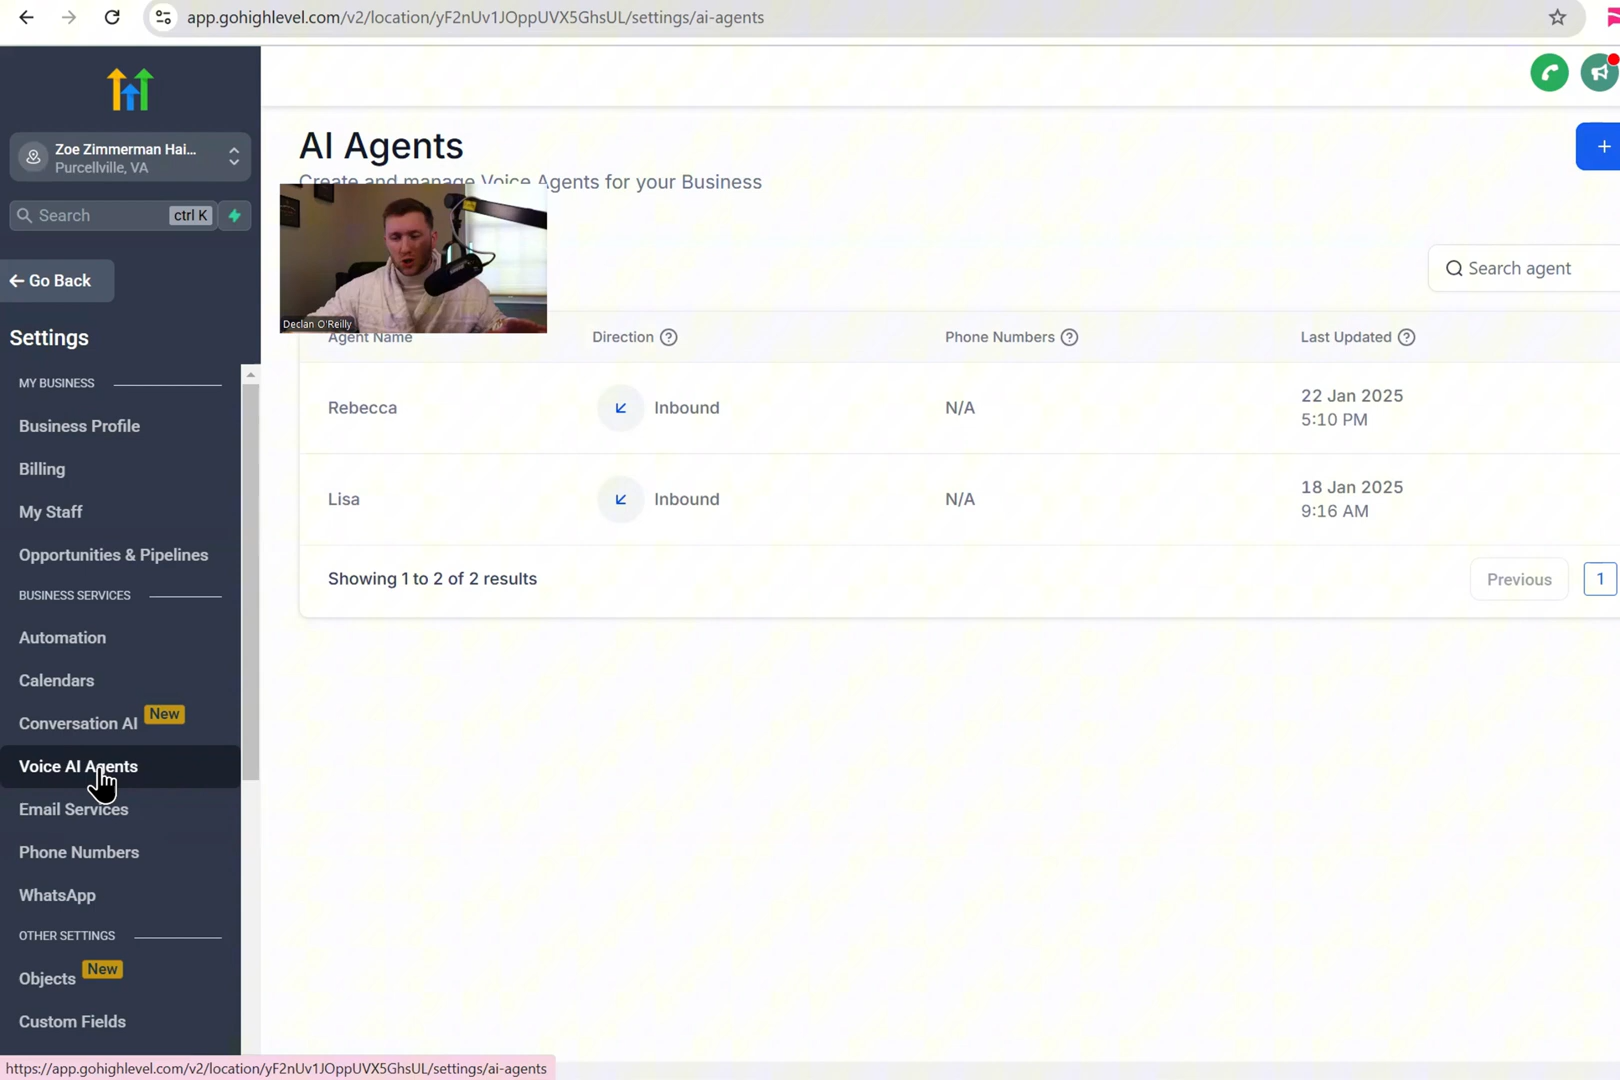 app.gohighlevel.com/v2/location/yF2nUv1JOppUVX5GhsUL/settings/ai-agents
Zoe Zimmerman Hai...
Purcellville, VA
Search
ctrl K
Go Back
Settings
MY BUSINESS
Business Profile
Billing
My Staff
Opportunities & Pipelines
BUSINESS SERVICES
Automation
Calendars
Conversation AI New
Voice AI Agents
Email Services
Phone Numbers
WhatsApp
OTHER SETTINGS
Objects New
Custom Fields
AI Agents
Create and manage Voice Agents for your Business
Declan O'Reilly
Search agent
Agent Name Direction Phone Numbers Last Updated
Rebecca Inbound N/A 22 Jan 2025
5:10 PM
Lisa Inbound N/A 18 Jan 2025
9:16 AM
Showing 1 to 2 of 2 results
Previous 1
https://app.gohighlevel.com/v2/location/yF2nUv1JOppUVX5GhsUL/settings/ai-agents